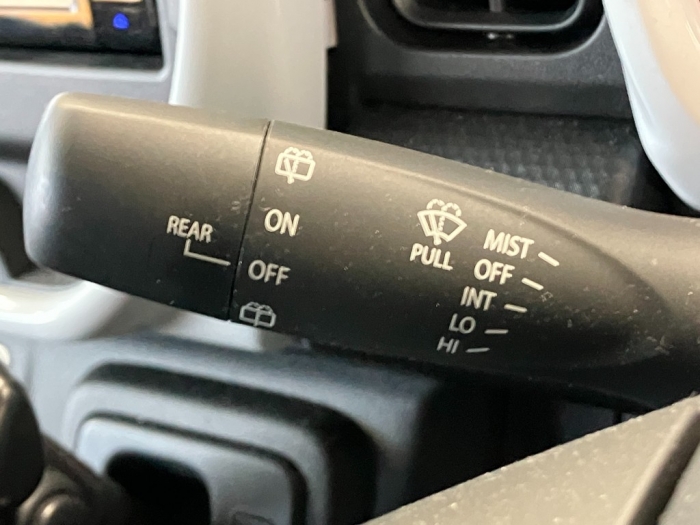 REAR
ON
OFF
PULL
MIST
OFF
INT
LO
HI